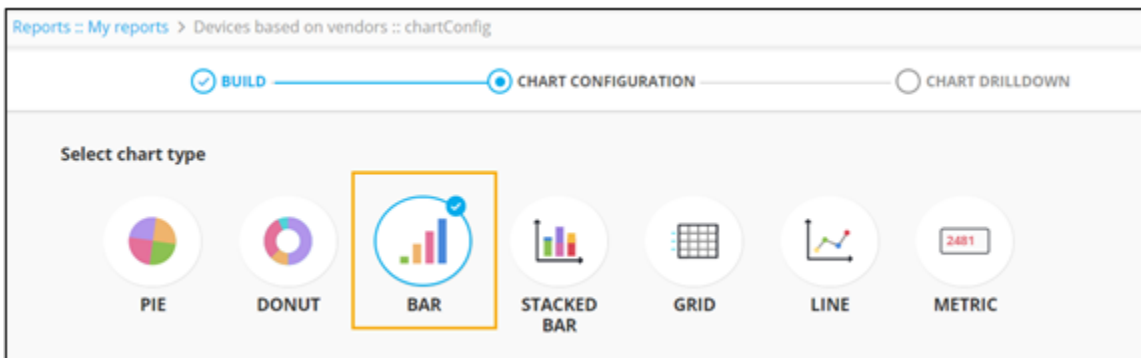 Reports :: My reports > Devices based on vendors :: chartConfig
BUILD CHART CONFIGURATION CHART DRILLDOWN
Select chart type
2481
PIE DONUT BAR STACKED BAR GRID LINE METRIC